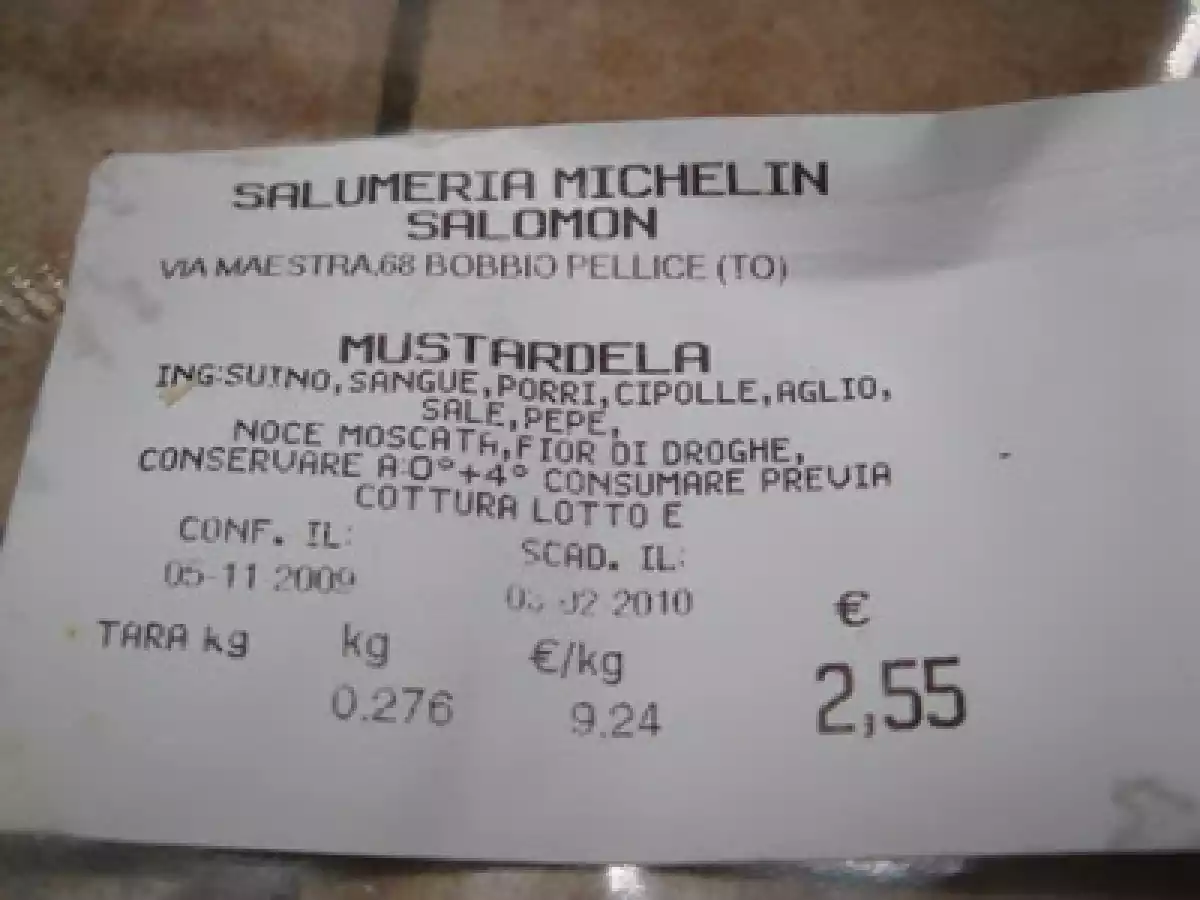 SALUMERIA MICHELIN
SALOMON
VIA MAESTRA,68 BOBBIO PELLICE (TO)
MUSTARDELA
ING:SUINO,SANGUE,PORRI,CIPOLLE,AGLIO,
SALE,PEPE,
NOCE MOSCATA,FIOR DI DROGHE,
CONSERVARE A:0°+4° CONSUMARE PREVIA
COTTURA LOTTO E
CONF. IL: SCAD. IL:
05-11 2009 2010 €
TARA kg kg €/kg
0.276 9.24 2,55